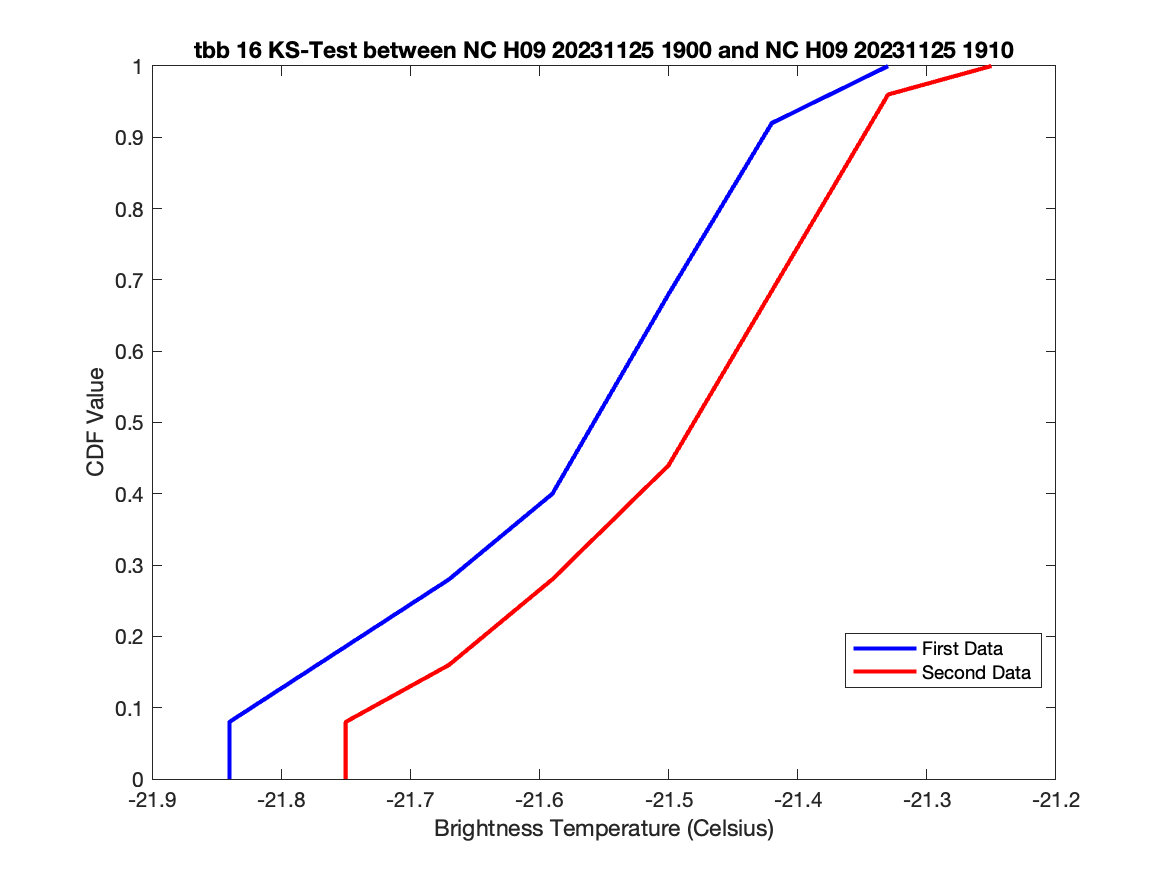 tbb 16 KS-Test between NC H09 20231125 1900 and NC H09 20231125 1910
1
0.9
0.8
0.7
0.6
0.5
0.4
0.3
0.2
0.1
0
CDF Value
First Data
Second Data
-21.9 -21.8 -21.7 -21.6 -21.5 -21.4 -21.3 -21.2
Brightness Temperature (Celsius)